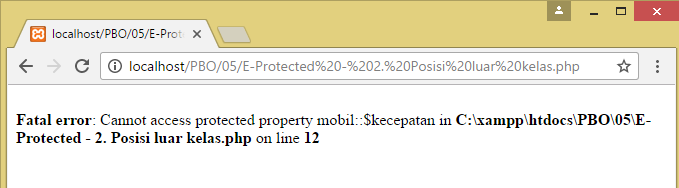 localhost/PBO/05/E-Prote
localhost/PBO/05/E-Protected%20-%202.%20Posisi%20luar%20kelas.php
Fatal error: Cannot access protected property mobil::$kecepatan in C:\xampp\htdocs\PBO\05\E-
Protected - 2. Posisi luar kelas.php on line 12